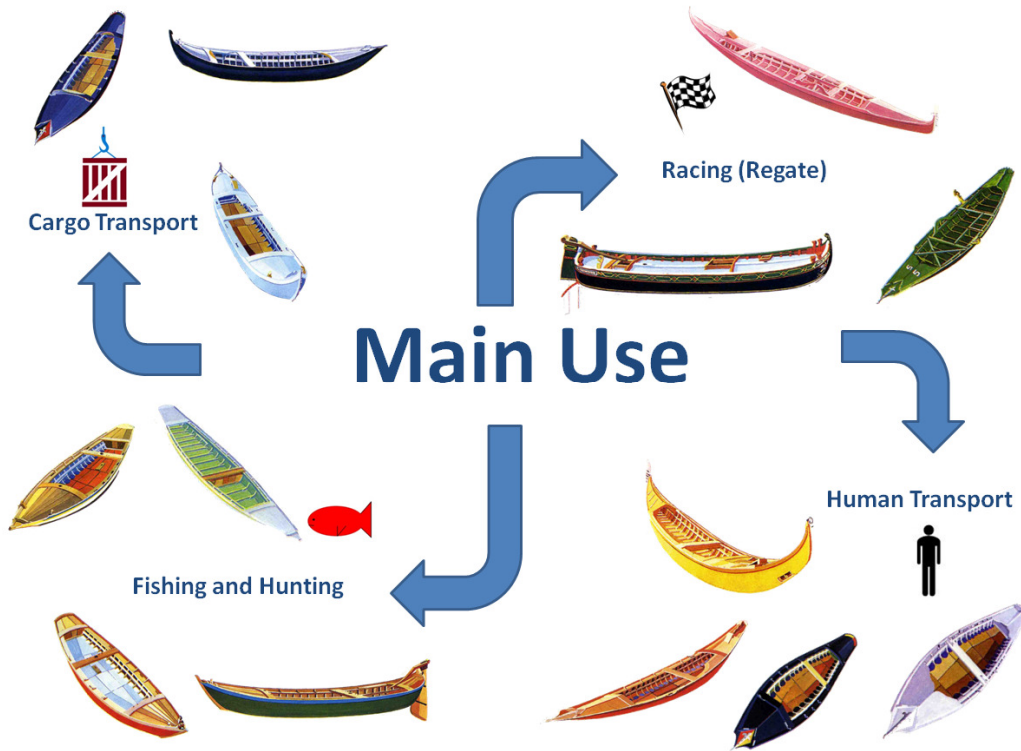 Racing (Regate)
Cargo Transport
Main Use
Human Transport
Fishing and Hunting